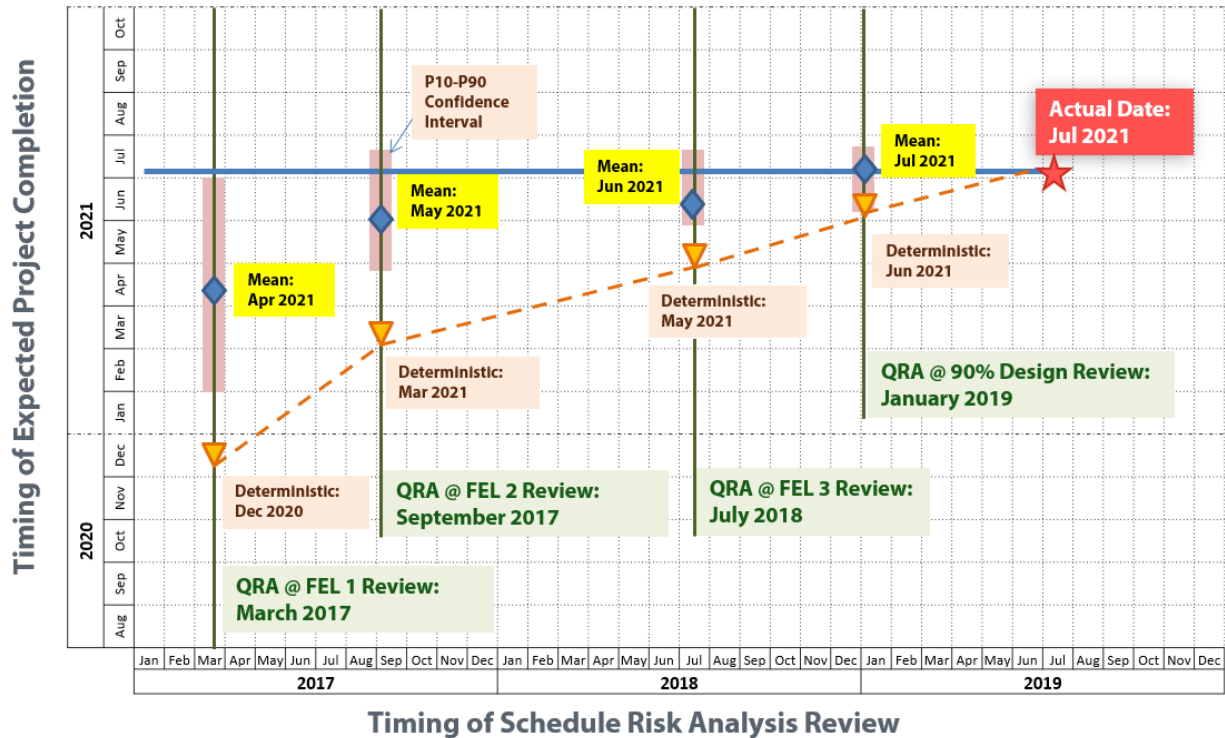 Timing of Expected Project Completion
2021
2020
Oct
Sep
Aug
Jul
Jun
May
Apr
Mar
Feb
Jan
Dec
Nov
Oct
Sep
Aug
P10-P90
Confidence
Interval
Actual Date:
Jul 2021
Mean:
Apr 2021
Mean:
May 2021
Mean:
Jun 2021
Mean:
Jul 2021
Deterministic:
Dec 2020
Deterministic:
Mar 2021
Deterministic:
May 2021
Deterministic:
Jun 2021
QRA @ FEL 1 Review:
March 2017
QRA @ FEL 2 Review:
September 2017
QRA @ FEL 3 Review:
July 2018
QRA @ 90% Design Review:
January 2019
Jan Feb Mar Apr May Jun Jul Aug Sep Oct Nov Dec Jan Feb Mar Apr May Jun Jul Aug Sep Oct Nov Dec Jan Feb Mar Apr May Jun Jul Aug Sep Oct Nov Dec
2017 2018 2019
Timing of Schedule Risk Analysis Review